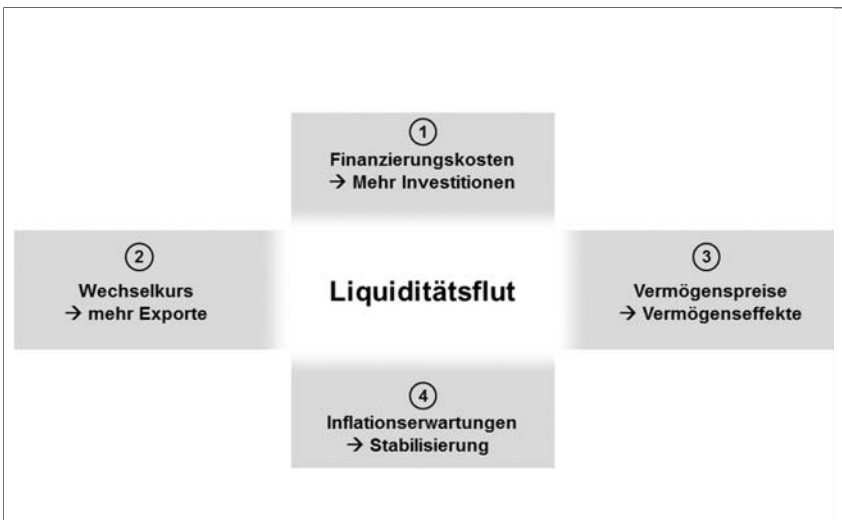 ①
Finanzierungskosten
→ Mehr Investitionen
②
Wechselkurs
→ mehr Exporte
Liquiditätsflut
③
Vermögenspreise
→ Vermögenseffekte
④
Inflationserwartungen
→ Stabilisierung